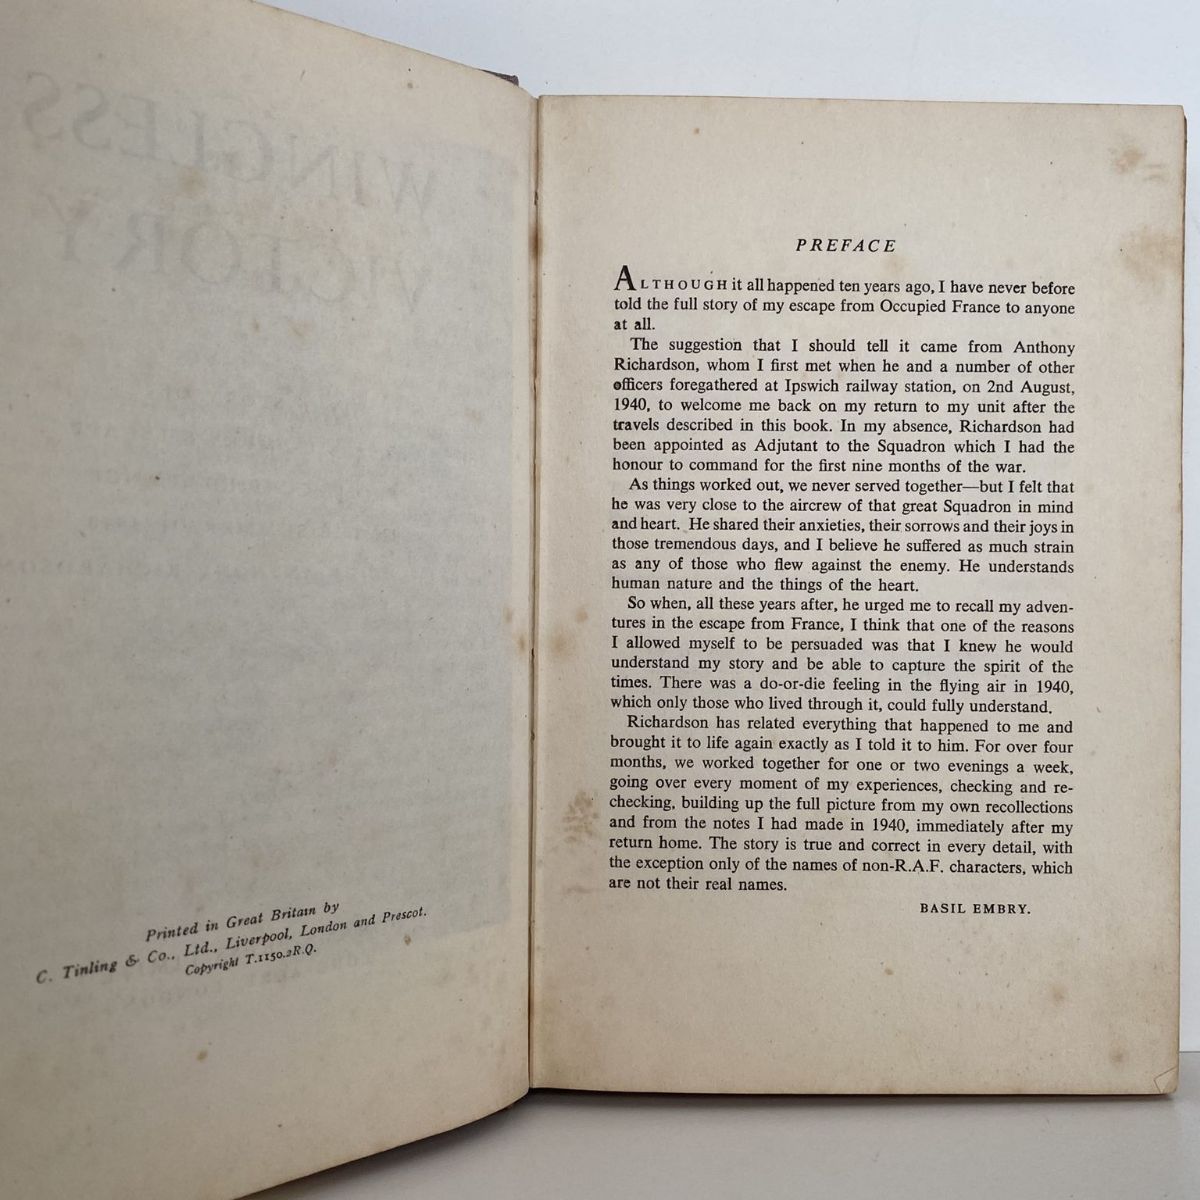 WINGLESS
VICTORY
Printed in Great Britain by
C. Tinling & Co., Ltd., Liverpool, London and Prescot.
Copyright T.1150.2R.Q.
PREFACE
ALTHOUGH it all happened ten years ago, I have never before
told the full story of my escape from Occupied France to anyone
at all.
The suggestion that I should tell it came from Anthony
Richardson, whom I first met when he and a number of other
officers foregathered at Ipswich railway station, on 2nd August,
1940, to welcome me back on my return to my unit after the
travels described in this book. In my absence, Richardson had
been appointed as Adjutant to the Squadron which I had the
honour to command for the first nine months of the war.
As things worked out, we never served together—but I felt that
he was very close to the aircrew of that great Squadron in mind
and heart. He shared their anxieties, their sorrows and their joys in
those tremendous days, and I believe he suffered as much strain
as any of those who flew against the enemy. He understands
human nature and the things of the heart.
So when, all these years after, he urged me to recall my adven-
tures in the escape from France, I think that one of the reasons
I allowed myself to be persuaded was that I knew he would
understand my story and be able to capture the spirit of the
times. There was a do-or-die feeling in the flying air in 1940,
which only those who lived through it, could fully understand.
Richardson has related everything that happened to me and
brought it to life again exactly as I told it to him. For over four
months, we worked together for one or two evenings a week,
going over every moment of my experiences, checking and re-
checking, building up the full picture from my own recollections
and from the notes I had made in 1940, immediately after my
return home. The story is true and correct in every detail, with
the exception only of the names of non-R.A.F. characters, which
are not their real names.
BASIL EMBRY.